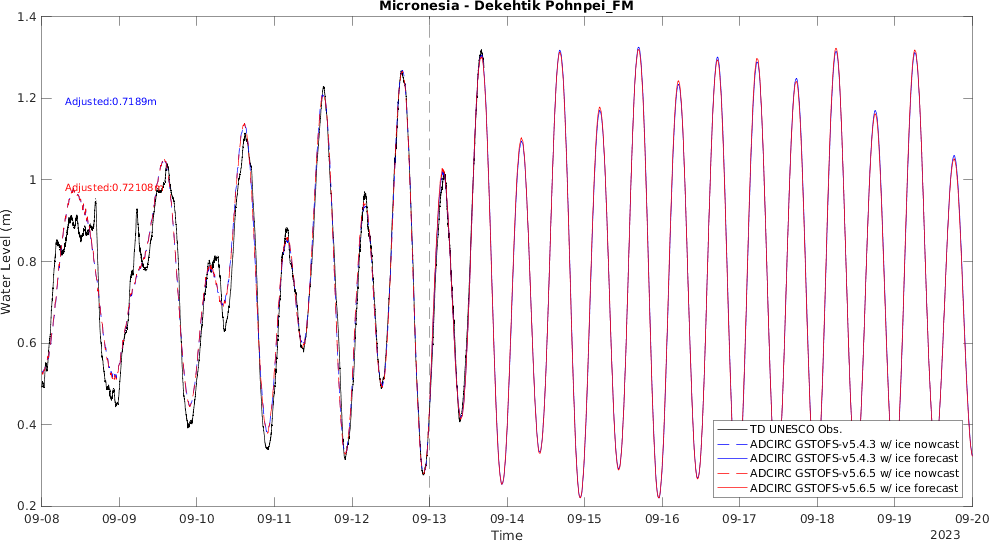 Micronesia - Dekehtik Pohnpei_FM
1.4
1.2
1
0.8
0.6
0.4
0.2
Water Level (m)
Adjusted:0.7189m
Adjusted:0.72108m
TD UNESCO Obs.
ADCIRC GSTOFS-v5.4.3 w/ ice nowcast
ADCIRC GSTOFS-v5.4.3 w/ ice forecast
ADCIRC GSTOFS-v5.6.5 w/ ice nowcast
ADCIRC GSTOFS-v5.6.5 w/ ice forecast
09-08 09-09 09-10 09-11 09-12 09-13 09-14 09-15 09-16 09-17 09-18 09-19 09-20
Time
2023